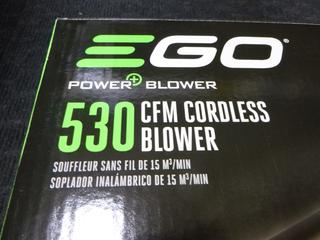 EGO®
POWER+ BLOWER
530 CFM CORDLESS
BLOWER
SOUFFLEUR SANS FIL DE 15 M³/MIN
SOPLADOR INALÁMBRICO DE 15 M³/MIN